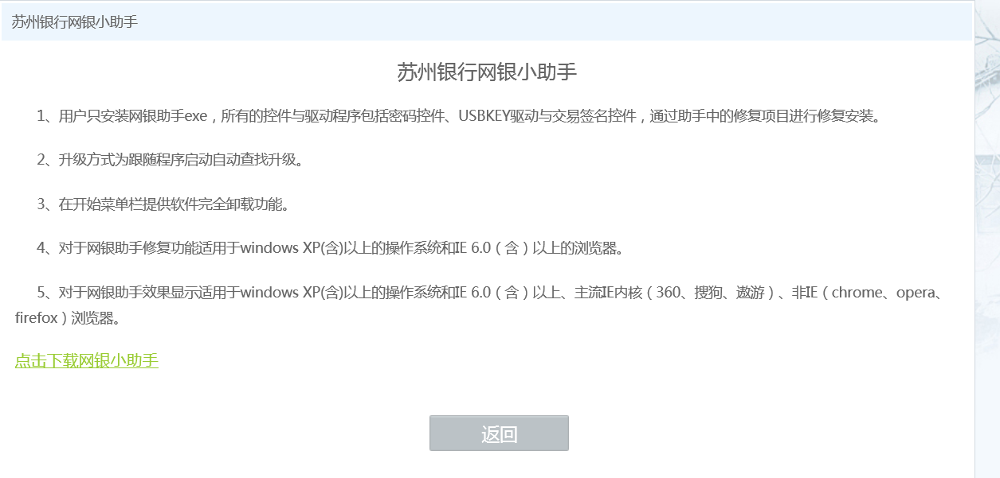 苏州银行网银小助手
苏州银行网银小助手
1、用户只安装网银助手exe，所有的控件与驱动程序包括密码控件、USBKEY驱动与交易签名控件，通过助手中的修复项目进行修复安装。
2、升级方式为跟随程序启动自动查找升级。
3、在开始菜单栏提供软件完全卸载功能。
4、对于网银助手修复功能适用于windows XP(含)以上的操作系统和IE 6.0（含）以上的浏览器。
5、对于网银助手效果显示适用于windows XP(含)以上的操作系统和IE 6.0（含）以上、主流IE内核（360、搜狗、遨游）、非IE（chrome、opera、
firefox）浏览器。
点击下载网银小助手
返回